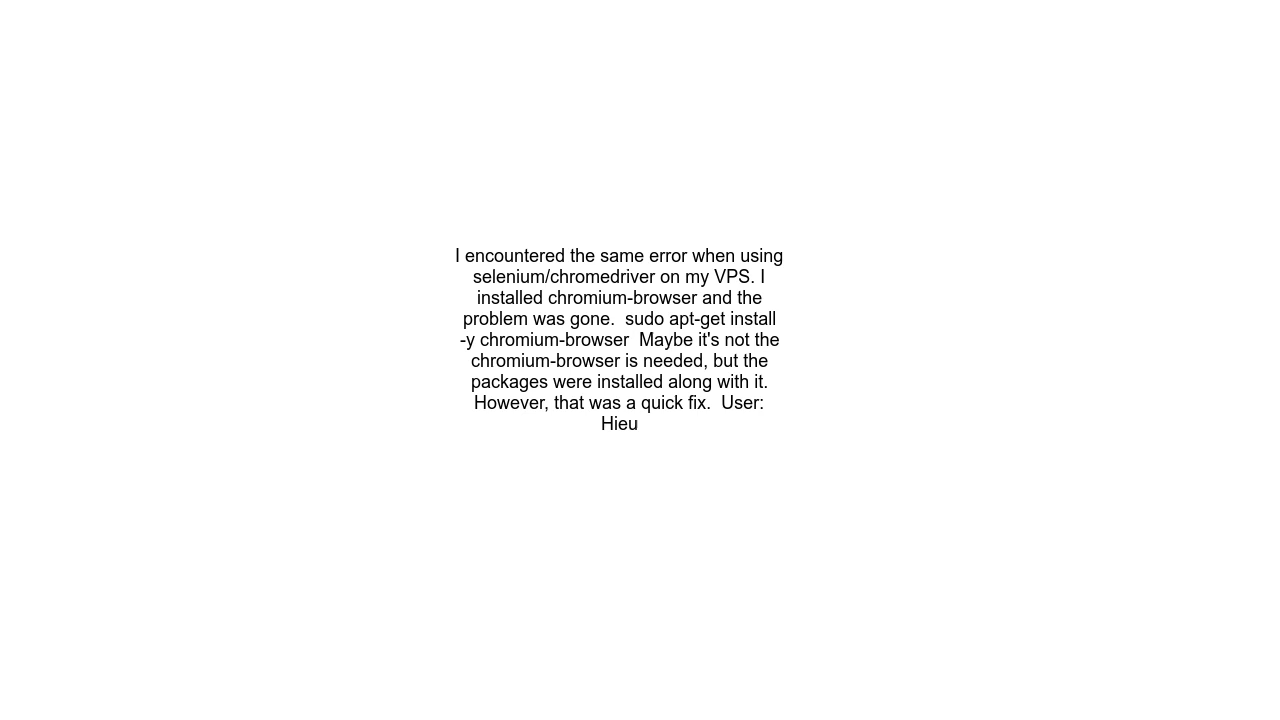 I encountered the same error when using
selenium/chromedriver on my VPS. I
installed chromium-browser and the
problem was gone.  sudo apt-get install
-y chromium-browser  Maybe it's not the
chromium-browser is needed, but the
packages were installed along with it.
However, that was a quick fix.  User:
Hieu